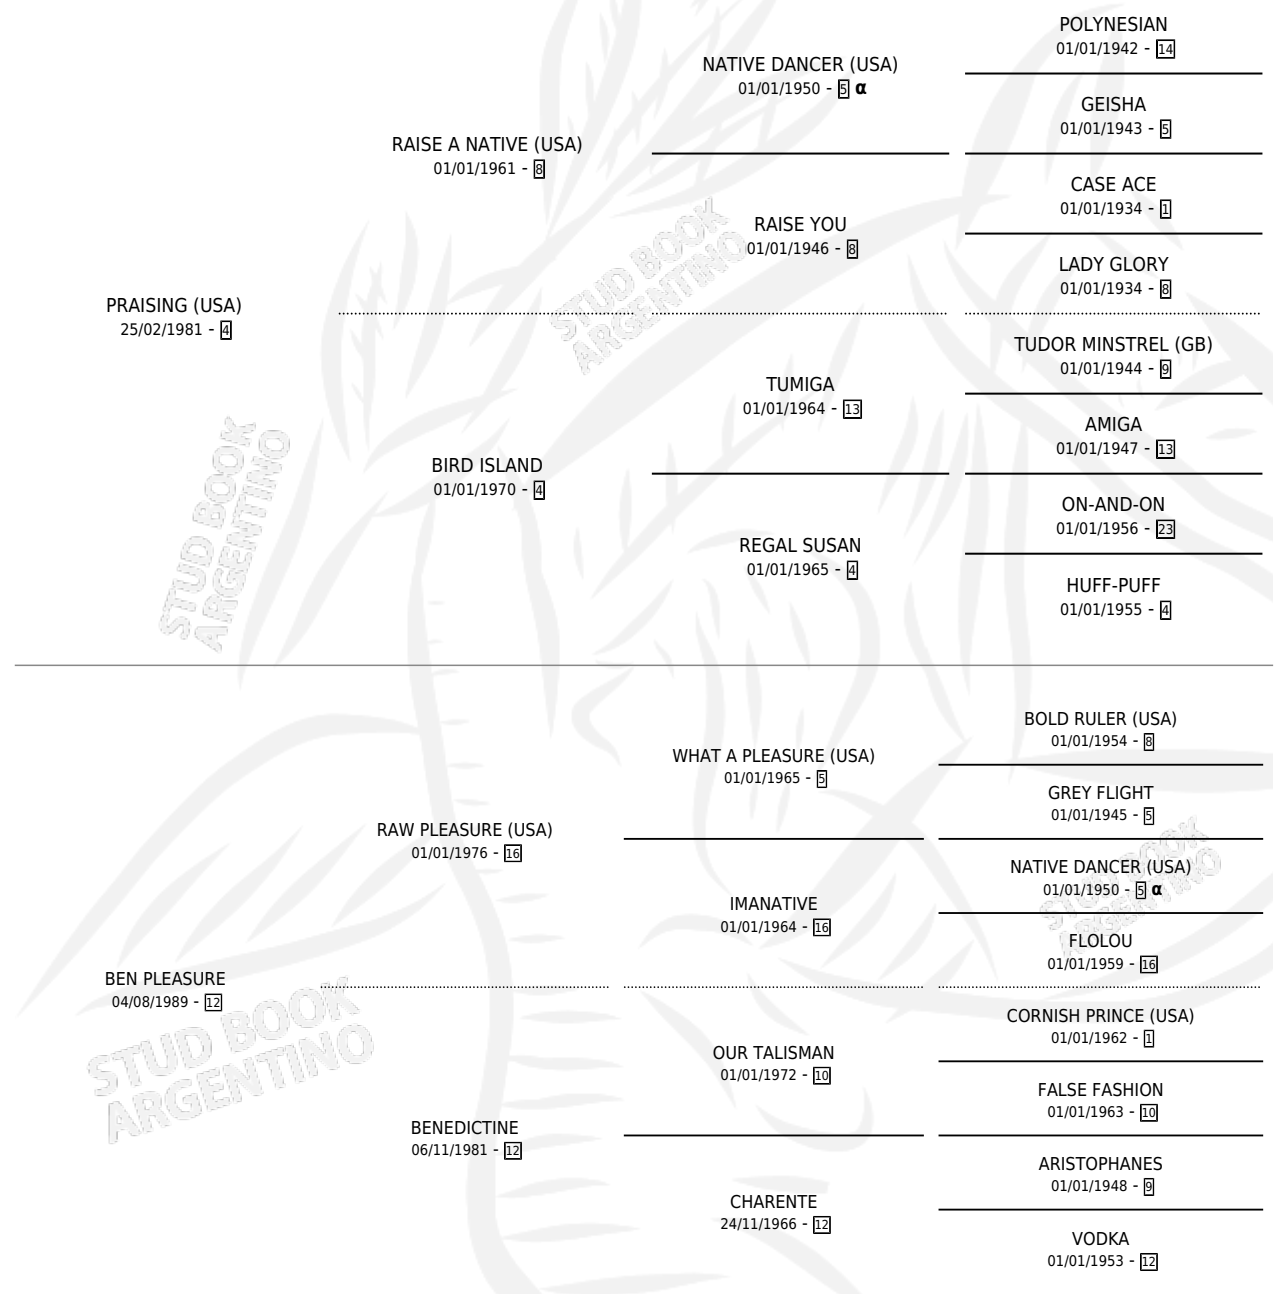 POLYNESIAN
01/01/1942 - 14
NATIVE DANCER (USA)
01/01/1950 - 5 α
GEISHA
01/01/1943 - 5
RAISE A NATIVE (USA)
01/01/1961 - 8
CASE ACE
01/01/1934 - 1
RAISE YOU
01/01/1946 - 8
LADY GLORY
01/01/1934 - 8
PRAISING (USA)
25/02/1981 - 4
TUDOR MINSTREL (GB)
01/01/1944 - 9
TUMIGA
01/01/1964 - 13
AMIGA
01/01/1947 - 13
BIRD ISLAND
01/01/1970 - 4
ON-AND-ON
01/01/1956 - 23
REGAL SUSAN
01/01/1965 - 4
HUFF-PUFF
01/01/1955 - 4
STUD BOOK
ARGENTINO
STUD BOOK
ARGENTINO
BOLD RULER (USA)
01/01/1954 - 8
WHAT A PLEASURE (USA)
01/01/1965 - 5
GREY FLIGHT
01/01/1945 - 5
RAW PLEASURE (USA)
01/01/1976 - 16
NATIVE DANCER (USA)
01/01/1950 - 5 α
IMANATIVE
01/01/1964 - 16
FLOLOU
01/01/1959 - 16
BEN PLEASURE
04/08/1989 - 12
CORNISH PRINCE (USA)
01/01/1962 - 1
OUR TALISMAN
01/01/1972 - 10
FALSE FASHION
01/01/1963 - 10
BENEDICTINE
06/11/1981 - 12
ARISTOPHANES
01/01/1948 - 9
CHARENTE
24/11/1966 - 12
VODKA
01/01/1953 - 12
STUD BOOK
ARGENTINO
STUD BOOK
ARGENTINO